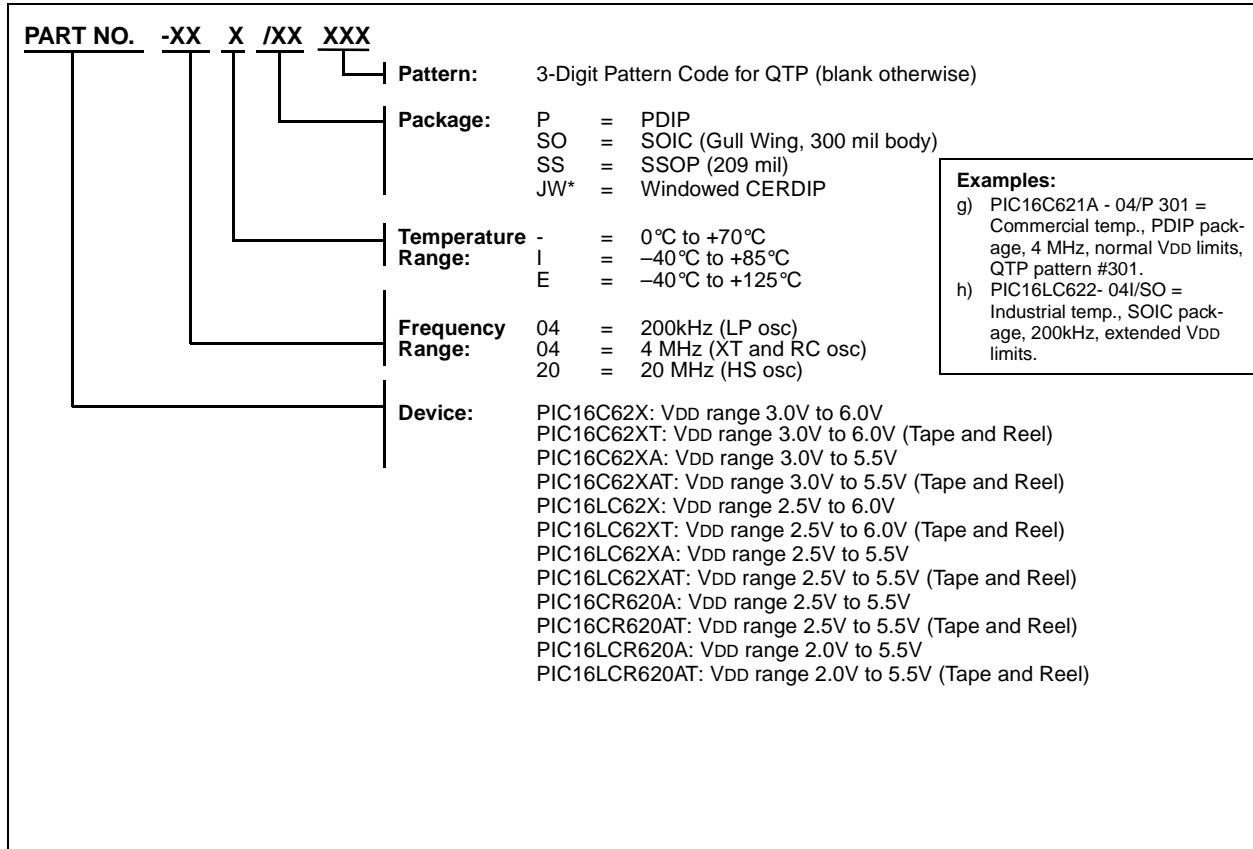 PART NO. -XX X /XX XXX
Pattern: 3-Digit Pattern Code for QTP (blank otherwise)
Package: P = PDIP
SO = SOIC (Gull Wing, 300 mil body)
SS = SSOP (209 mil)
JW* = Windowed CERDIP
Temperature - = 0°C to +70°C
Range: I = –40°C to +85°C
E = –40°C to +125°C
Frequency 04 = 200kHz (LP osc)
Range: 04 = 4 MHz (XT and RC osc)
20 = 20 MHz (HS osc)
Device: PIC16C62X: VDD range 3.0V to 6.0V
PIC16C62XT: VDD range 3.0V to 6.0V (Tape and Reel)
PIC16C62XA: VDD range 3.0V to 5.5V
PIC16C62XAT: VDD range 3.0V to 5.5V (Tape and Reel)
PIC16LC62X: VDD range 2.5V to 6.0V
PIC16LC62XT: VDD range 2.5V to 6.0V (Tape and Reel)
PIC16LC62XA: VDD range 2.5V to 5.5V
PIC16LC62XAT: VDD range 2.5V to 5.5V (Tape and Reel)
PIC16CR620A: VDD range 2.5V to 5.5V
PIC16CR620AT: VDD range 2.5V to 5.5V (Tape and Reel)
PIC16LCR620A: VDD range 2.0V to 5.5V
PIC16LCR620AT: VDD range 2.0V to 5.5V (Tape and Reel)
Examples:
g) PIC16C621A - 04/P 301 =
Commercial temp., PDIP pack-
age, 4 MHz, normal VDD limits,
QTP pattern #301.
h) PIC16LC622- 04I/SO =
Industrial temp., SOIC pack-
age, 200kHz, extended VDD
limits.